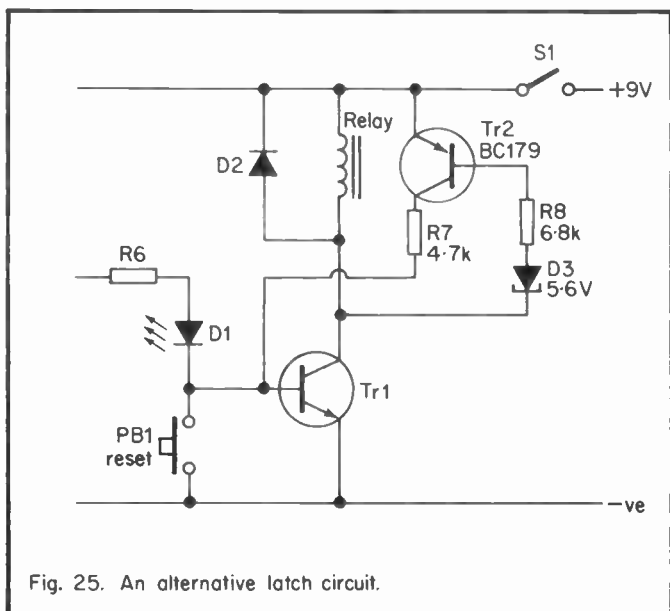 S1
+9V
Relay
Tr2
BC179
D2
R8
6·8k
R7
4·7k
R6
D3
5·6V
D1
Tr1
PB1
reset
-ve
Fig. 25. An alternative latch circuit.